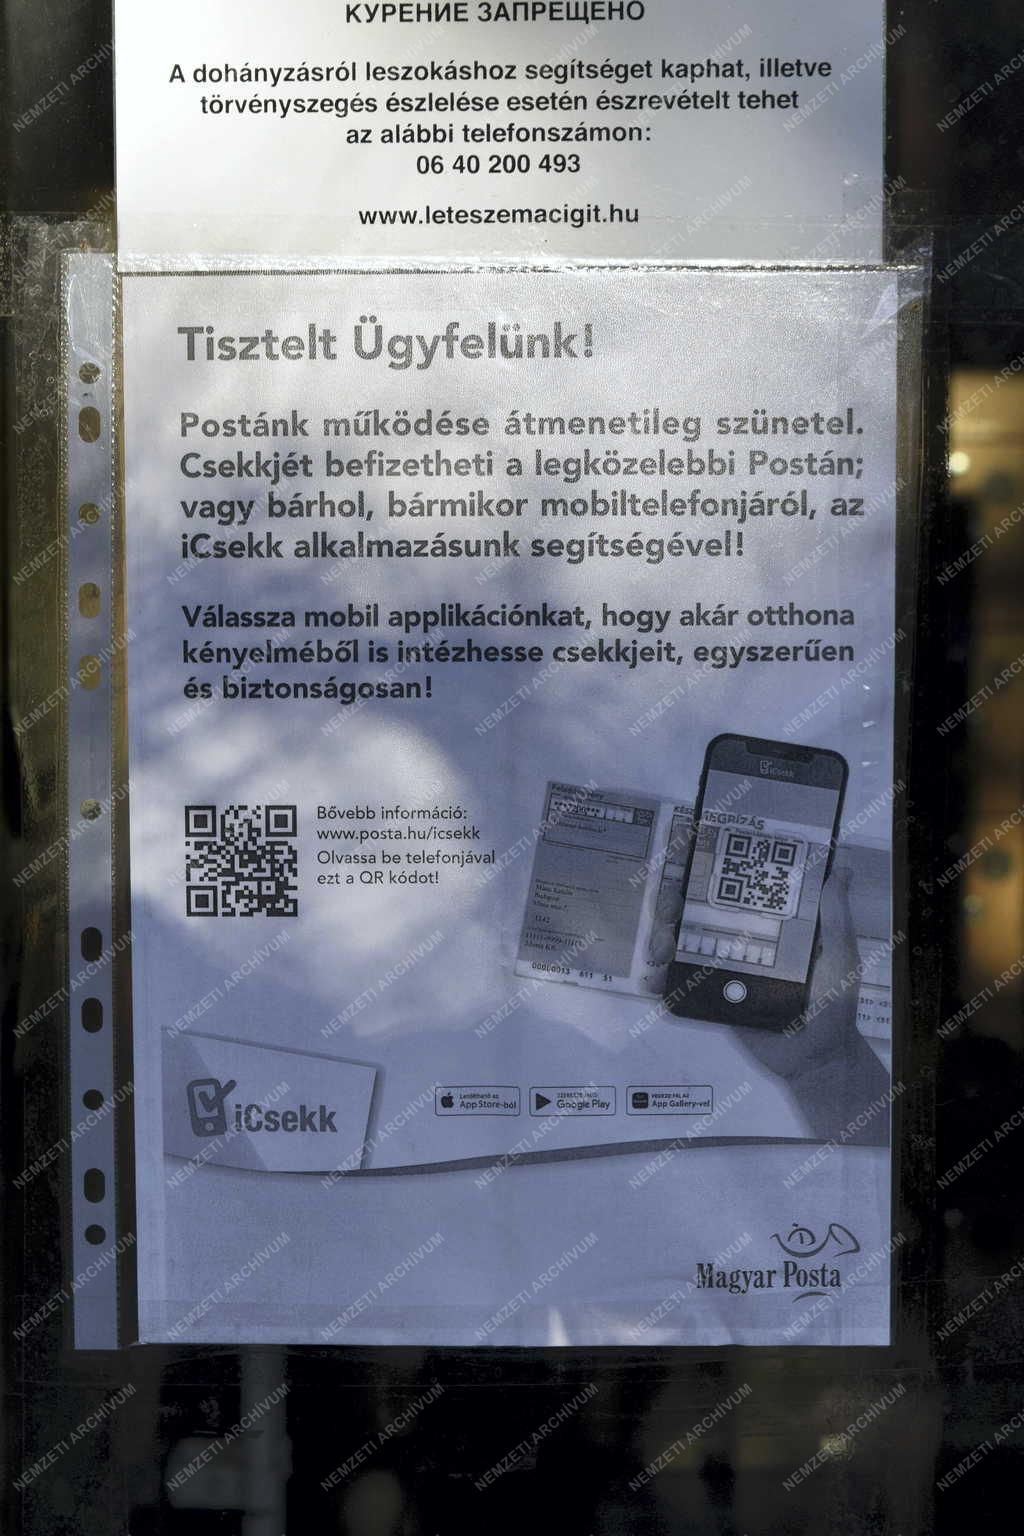 КУРЕНИЕ ЗАПРЕЩЕНО
A dohányzásról leszokáshoz segítséget kaphat, illetve
törvényszegés észlelése esetén észrevételt tehet
az alábbi telefonszámon:
06 40 200 493
www.leteszemacigit.hu
Tisztelt Ügyfelünk!
Postánk működése átmenetileg szünetel.
Csekkjét befizetheti a legközelebbi Postán;
vagy bárhol, bármikor mobiltelefonjáról, az
iCsekk alkalmazásunk segítségével!
Válassza mobil applikációnkat, hogy akár otthona
kényelméből is intézhesse csekkjeit, egyszerűen
és biztonságosan!
Bővebb információ:
www.posta.hu/icsekk
Olvassa be telefonjával
ezt a QR kódot!
iCsekk
iCsekk
App Store-ból
Google Play
App Gallery-vel
Magyar Posta
NEMZETI ARCHÍVUM